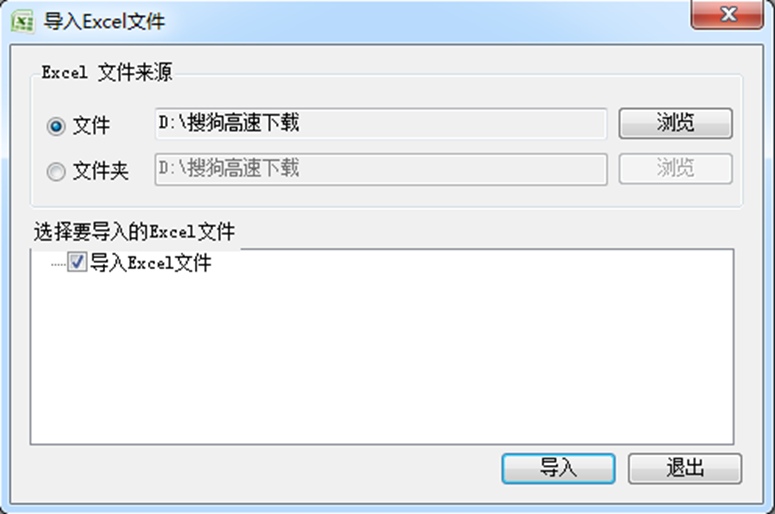 导入Excel文件
Excel 文件来源
文件 D:\搜狗高速下载 浏览
文件夹 D:\搜狗高速下载 浏览
选择要导入的Excel文件
导入Excel文件
导入 退出